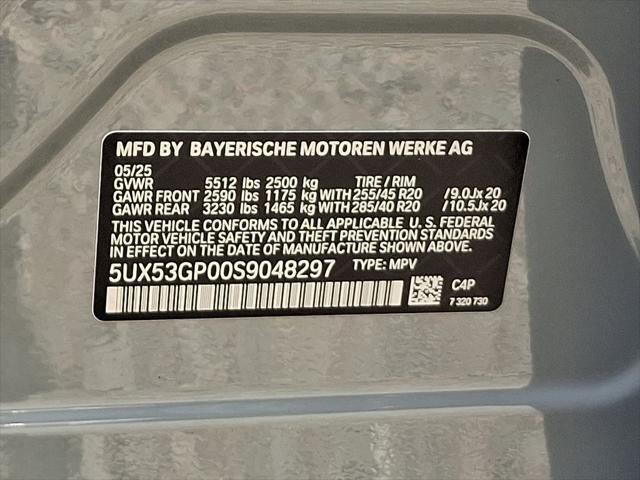 MFD BY BAYERISCHE MOTOREN WERKE AG
05/25
GVWR 5512 lbs 2500 kg TIRE / RIM
GAWR FRONT 2590 lbs 1175 kg WITH 255/45 R20 /9.0Jx 20
GAWR REAR 3230 lbs 1465 kg WITH 285/40 R20 /10.5Jx 20
THIS VEHICLE CONFORMS TO ALL APPLICABLE U. S. FEDERAL
MOTOR VEHICLE SAFETY AND THEFT PREVENTION STANDARDS
IN EFFECT ON THE DATE OF MANUFACTURE SHOWN ABOVE.
5UX53GP00S9048297 TYPE: MPV
C4P
7 320 730